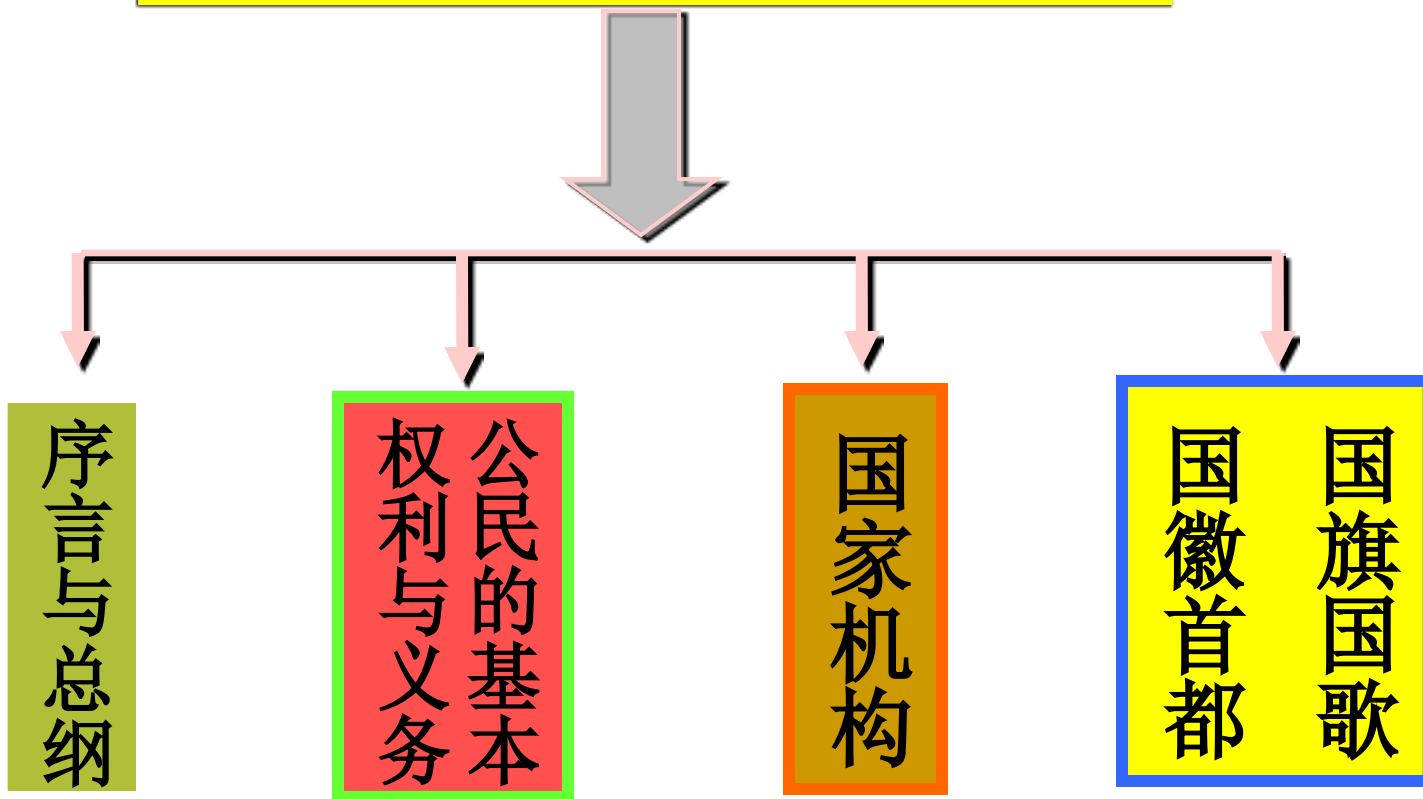 序言与总纲
公民的基本
权利与义务
国家机构
国旗国歌
国徽首都